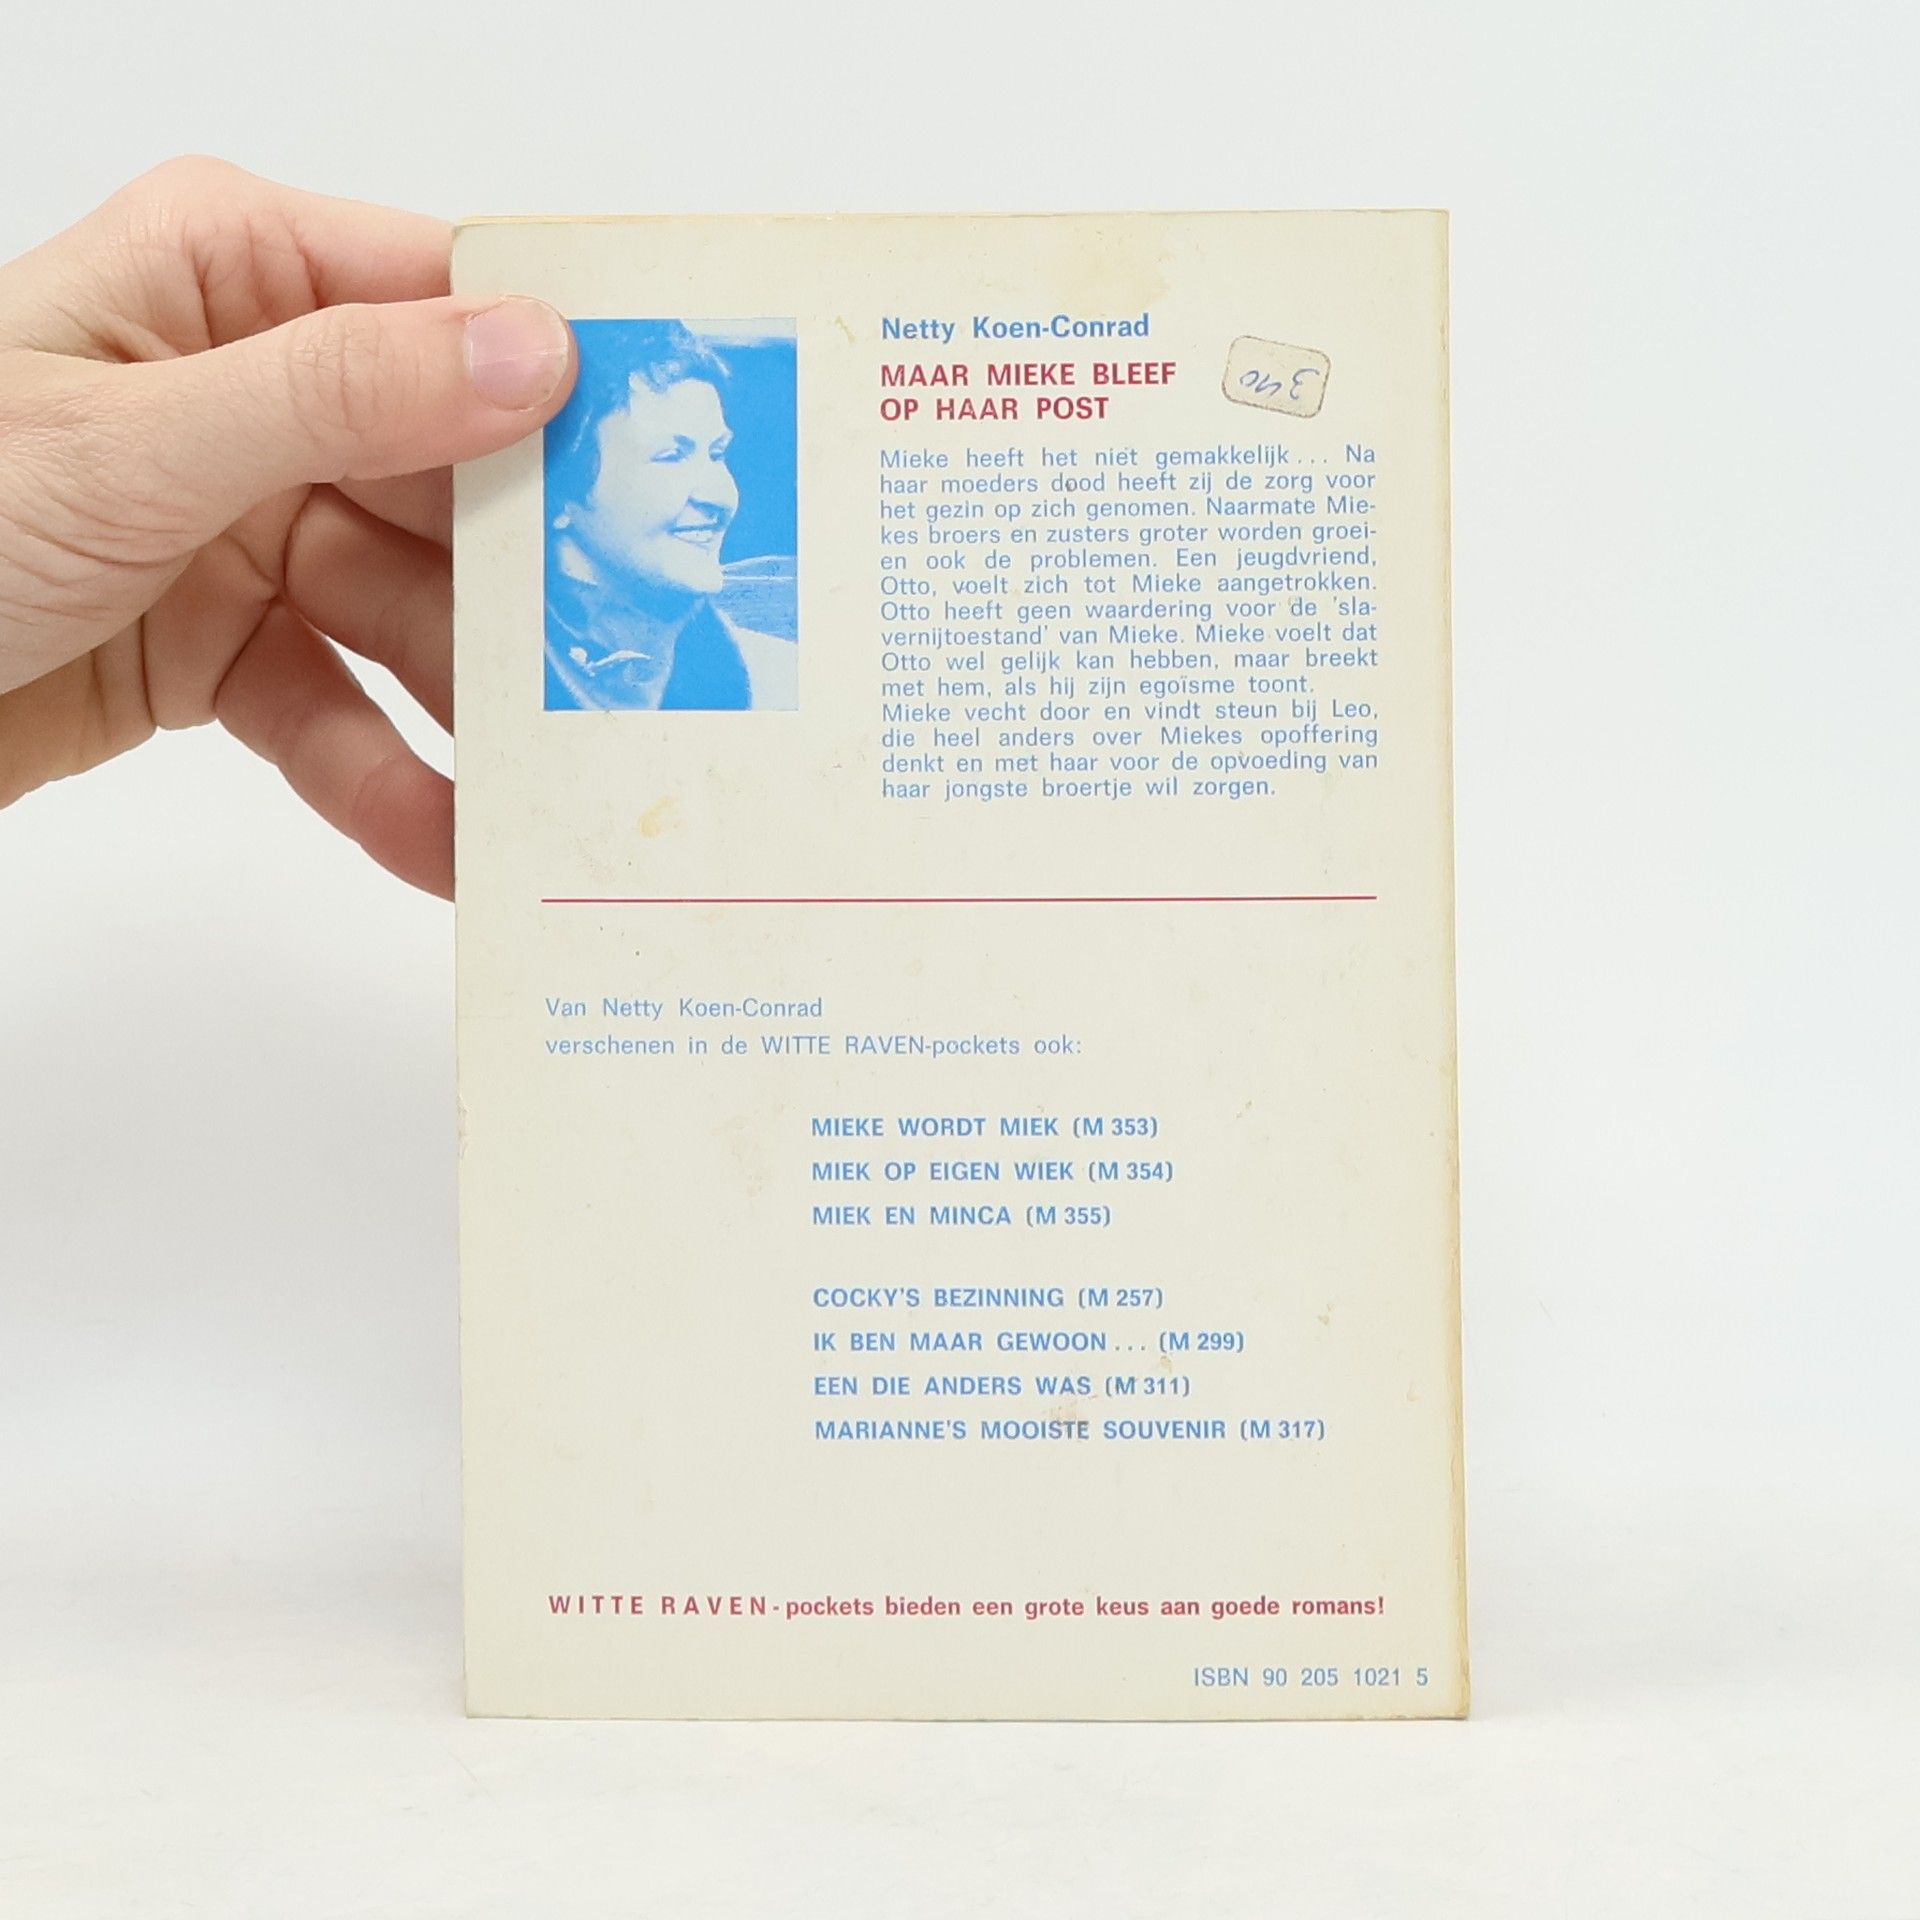 Netty Koen-Conrad
MAAR MIEKE BLEEF
OP HAAR POST
340
Mieke heeft het niet gemakkelijk... Na
haar moeders dood heeft zij de zorg voor
het gezin op zich genomen. Naarmate Mie-
kes broers en zusters groter worden groei-
en ook de problemen. Een jeugdvriend,
Otto, voelt zich tot Mieke aangetrokken.
Otto heeft geen waardering voor de 'sla-
vernijtoestand' van Mieke. Mieke voelt dat
Otto wel gelijk kan hebben, maar breekt
met hem, als hij zijn egoïsme toont.
Mieke vecht door en vindt steun bij Leo,
die heel anders over Miekes opoffering
denkt en met haar voor de opvoeding van
haar jongste broertje wil zorgen.
Van Netty Koen-Conrad
verschenen in de WITTE RAVEN-pockets ook:
MIEKE WORDT MIEK (M 353)
MIEK OP EIGEN WIEK (M 354)
MIEK EN MINCA (M 355)
COCKY'S BEZINNING (M 257)
IK BEN MAAR GEWOON... (M 299)
EEN DIE ANDERS WAS (M 311)
MARIANNE'S MOOISTE SOUVENIR (M 317)
WITTE RAVEN-pockets bieden een grote keus aan goede romans!
ISBN 90 205 1021 5